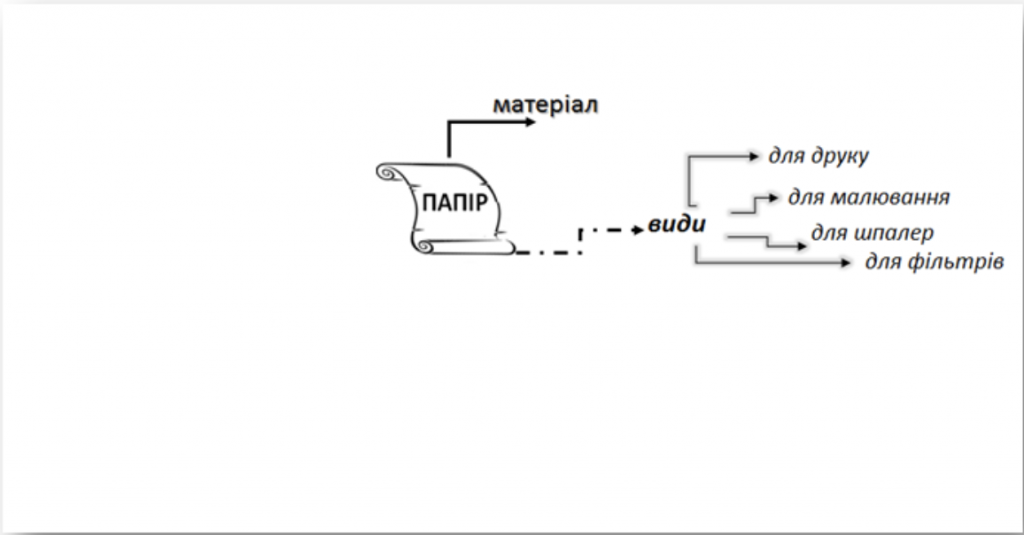 матеріал
ПАПІР
види
для друку
для малювання
для шпалер
для фільтрів